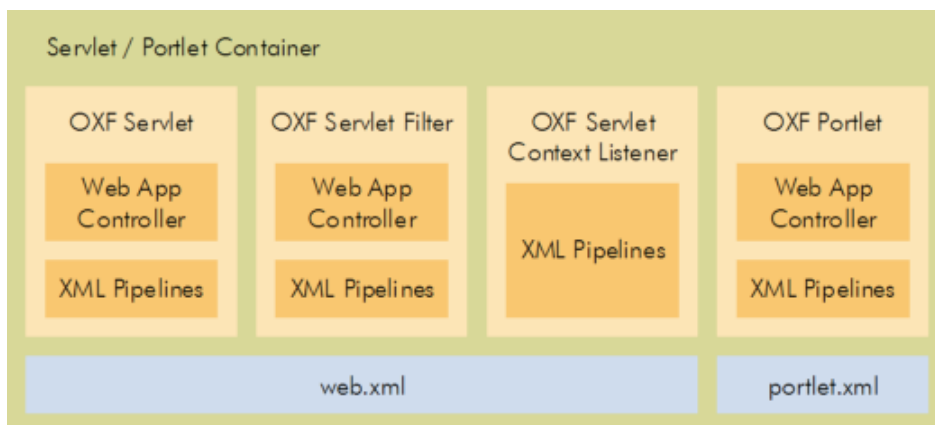 Servlet / Portlet Container
OXF Servlet
Web App
Controller
XML Pipelines
OXF Servlet Filter
Web App
Controller
XML Pipelines
OXF Servlet
Context Listener
XML Pipelines
OXF Portlet
Web App
Controller
XML Pipelines
web.xml
portlet.xml